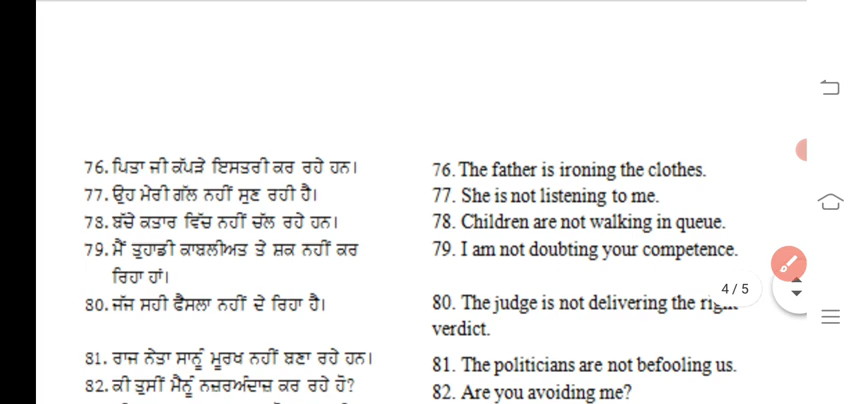 76. ਪਿਤਾ ਜੀ ਕੱਪੜੇ ਇਸਤਰੀ ਕਰ ਰਹੇ ਹਨ।
77. ਉਹ ਮੇਰੀ ਗੱਲ ਨਹੀਂ ਸੁਣ ਰਹੀ ਹੈ।
78. ਬੱਚੇ ਕਤਾਰ ਵਿੱਚ ਨਹੀਂ ਚੱਲ ਰਹੇ ਹਨ।
79. ਮੈਂ ਤੁਹਾਡੀ ਕਾਬਲੀਅਤ ਤੇ ਸ਼ਕ ਨਹੀਂ ਕਰ
ਰਿਹਾ ਹਾਂ।
80. ਜੱਜ ਸਹੀ ਫੈਸਲਾ ਨਹੀਂ ਦੇ ਰਿਹਾ ਹੈ।
81. ਰਾਜ ਨੇਤਾ ਸਾਨੂੰ ਮੂਰਖ ਨਹੀਂ ਬਣਾ ਰਹੇ ਹਨ।
82. ਕੀ ਤੁਸੀਂ ਮੈਨੂੰ ਨਜ਼ਰਅੰਦਾਜ਼ ਕਰ ਰਹੇ ਹੋ?
76. The father is ironing the clothes.
77. She is not listening to me.
78. Children are not walking in queue.
79. I am not doubting your competence.
80. The judge is not delivering the
verdict.
81. The politicians are not befooling us.
82. Are you avoiding me?
4 / 5